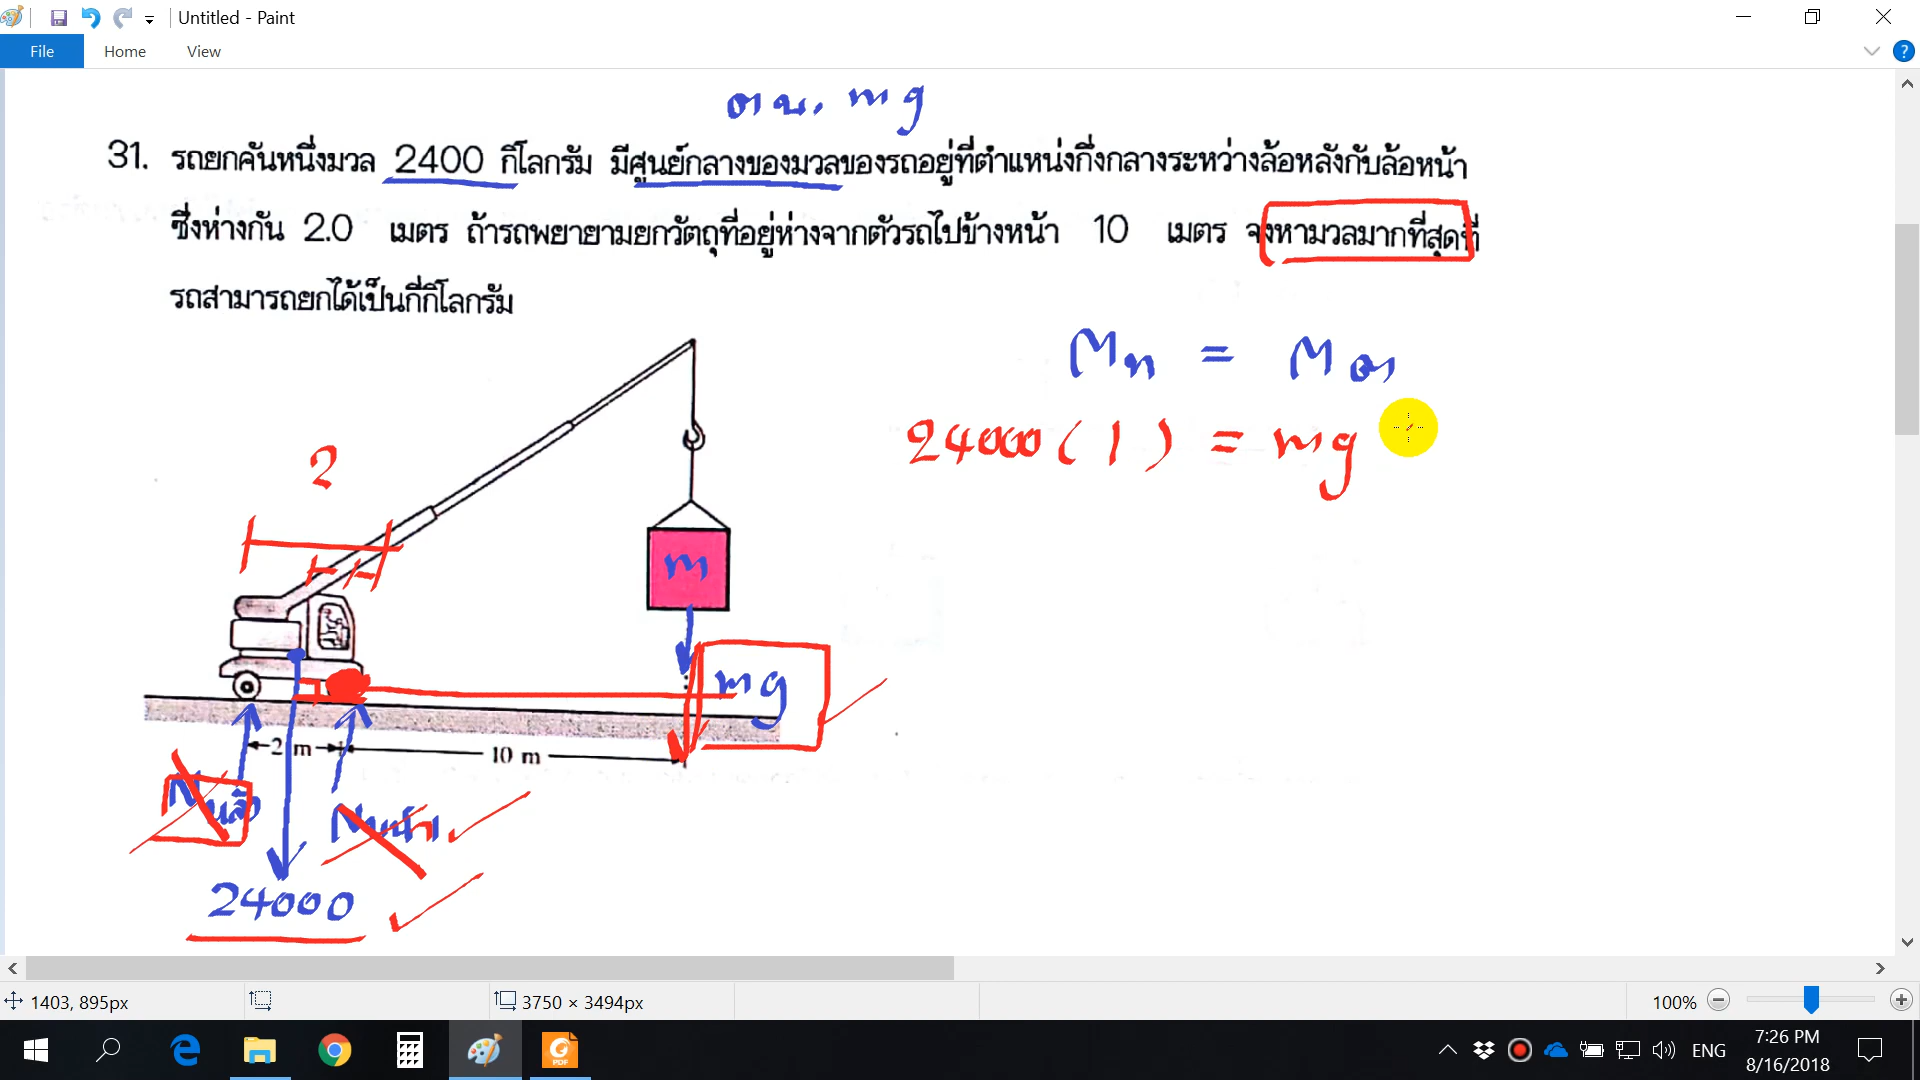 Untitled - Paint
File Home View
mg
31. รถยกคันหนึ่งมวล 2400 กิโลกรัม มีศูนย์กลางของมวลของรถอยู่ที่ตำแหน่งกึ่งกลางระหว่างล้อหลังกับล้อหน้า
ซึ่งห่างกัน 2.0 เมตร ถ้ารถพยายามยกวัตถุที่อยู่ห่างจากตัวรถไปข้างหน้า 10 เมตร จงหามวลมากที่สุดที่
รถสามารถยกได้เป็นกี่กิโลกรัม
Mท = Mต
24000 ( 1 ) = mg
2
m
mg
2 m
10 m
24000
1403, 895px
3750 × 3494px
100%
7:26 PM
ENG
8/16/2018